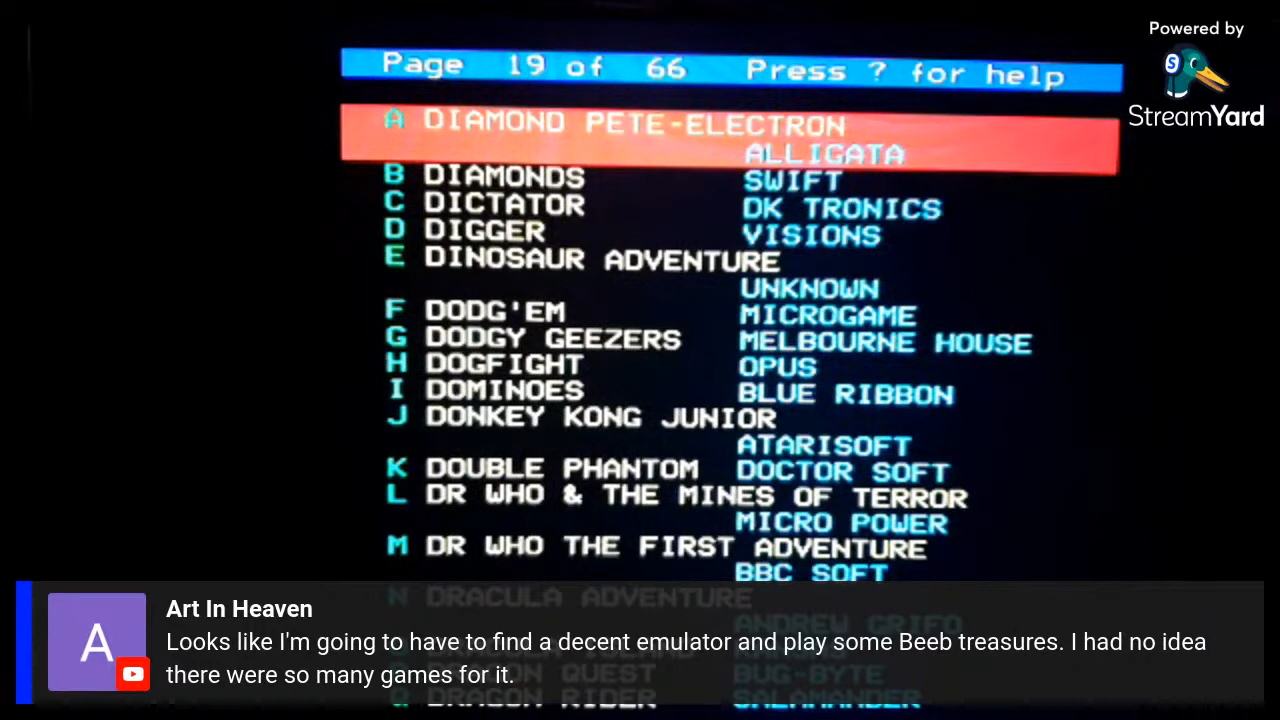 Powered by
StreamYard
Page 19 of 66 Press ? for help
A DIAMOND PETE-ELECTRON
ALLIGATA
B DIAMONDS SWIFT
C DICTATOR DK TRONICS
D DIGGER VISIONS
E DINOSAUR ADVENTURE
UNKNOWN
F DODG'EM MICROGAME
G DODGY GEEZERS MELBOURNE HOUSE
H DOGFIGHT OPUS
I DOMINOES BLUE RIBBON
J DONKEY KONG JUNIOR
ATARISOFT
K DOUBLE PHANTOM DOCTOR SOFT
L DR WHO & THE MINES OF TERROR
MICRO POWER
M DR WHO THE FIRST ADVENTURE
BBC SOFT
N DRACULA ADVENTURE
ANDREW GRIFO
QUEST BUG-BYTE
Q DRAGON RIDER SALAMANDER
A
Art In Heaven
Looks like I'm going to have to find a decent emulator and play some Beeb treasures. I had no idea
there were so many games for it.